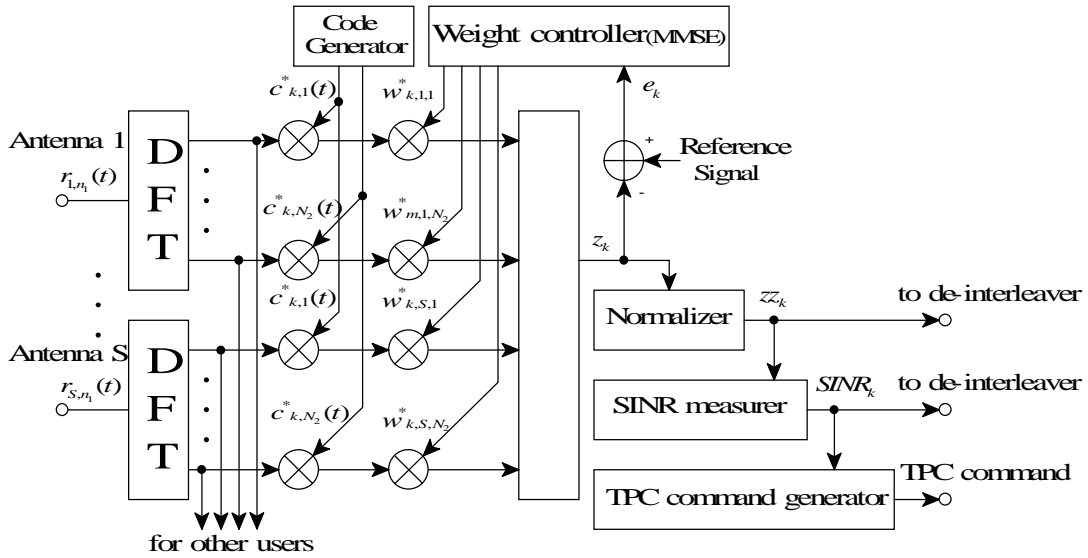 Code
Generator
Weight controller(MMSE)
c*k,1(t)
w*k,1,1
ek
Antenna 1
r1,n1(t)
D
F
T
+
Reference
Signal
-
c*k,N2(t)
w*m,1,N2
zk
c*k,1(t)
w*k,S,1
Normalizer
zzk
to de-interleaver
Antenna S
rS,n1(t)
D
F
T
c*k,N2(t)
w*k,S,N2
SINR measurer
SINRk
to de-interleaver
TPC command generator
TPC command
for other users